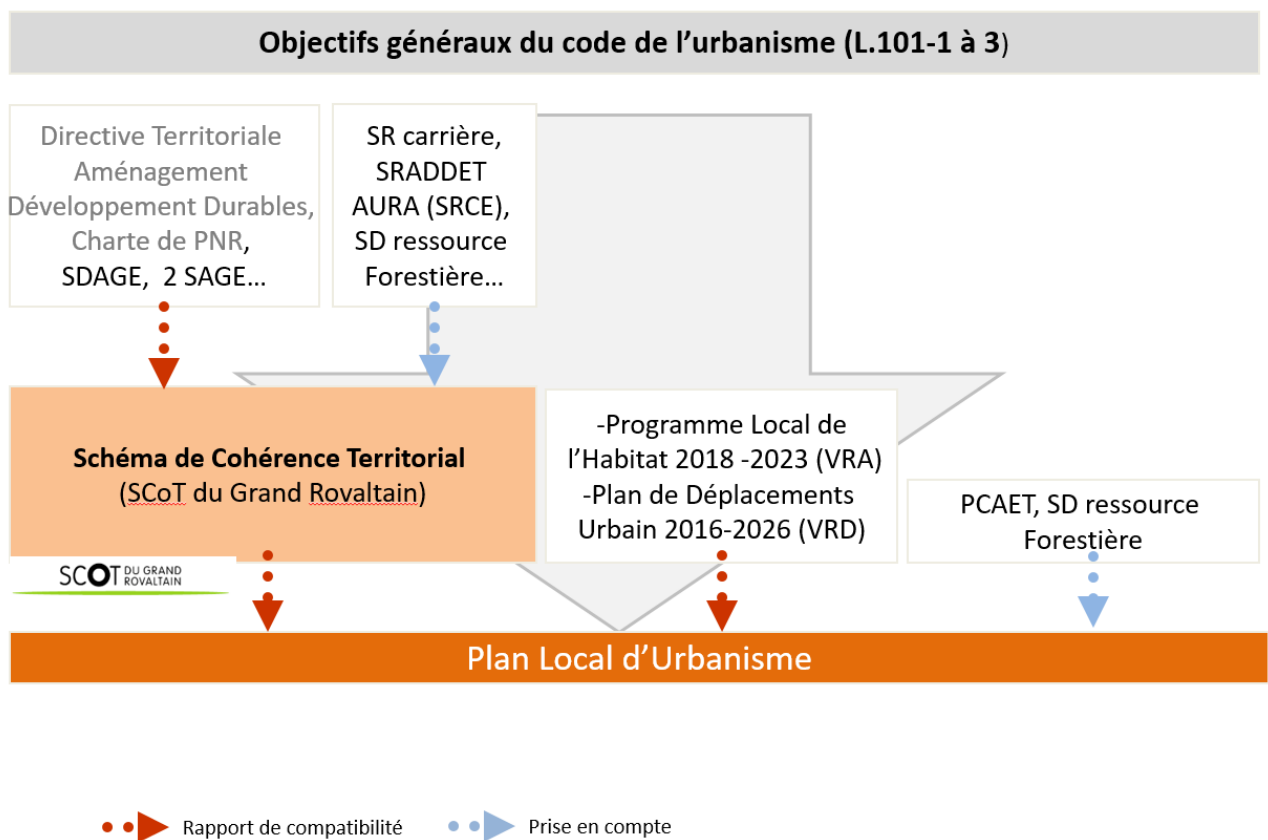 Objectifs généraux du code de l’urbanisme (L.101-1 à 3)
Directive Territoriale
Aménagement
Développement Durables,
Charte de PNR,
SDAGE, 2 SAGE…
SR carrière,
SRADDET
AURA (SRCE),
SD ressource
Forestière…
Schéma de Cohérence Territorial
(SCoT du Grand Rovaltain)
-Programme Local de
l’Habitat 2018 -2023 (VRA)
-Plan de Déplacements
Urbain 2016-2026 (VRD)
PCAET, SD ressource
Forestière
SCOT DU GRAND
ROVALTAIN
Plan Local d’Urbanisme
Rapport de compatibilité
Prise en compte